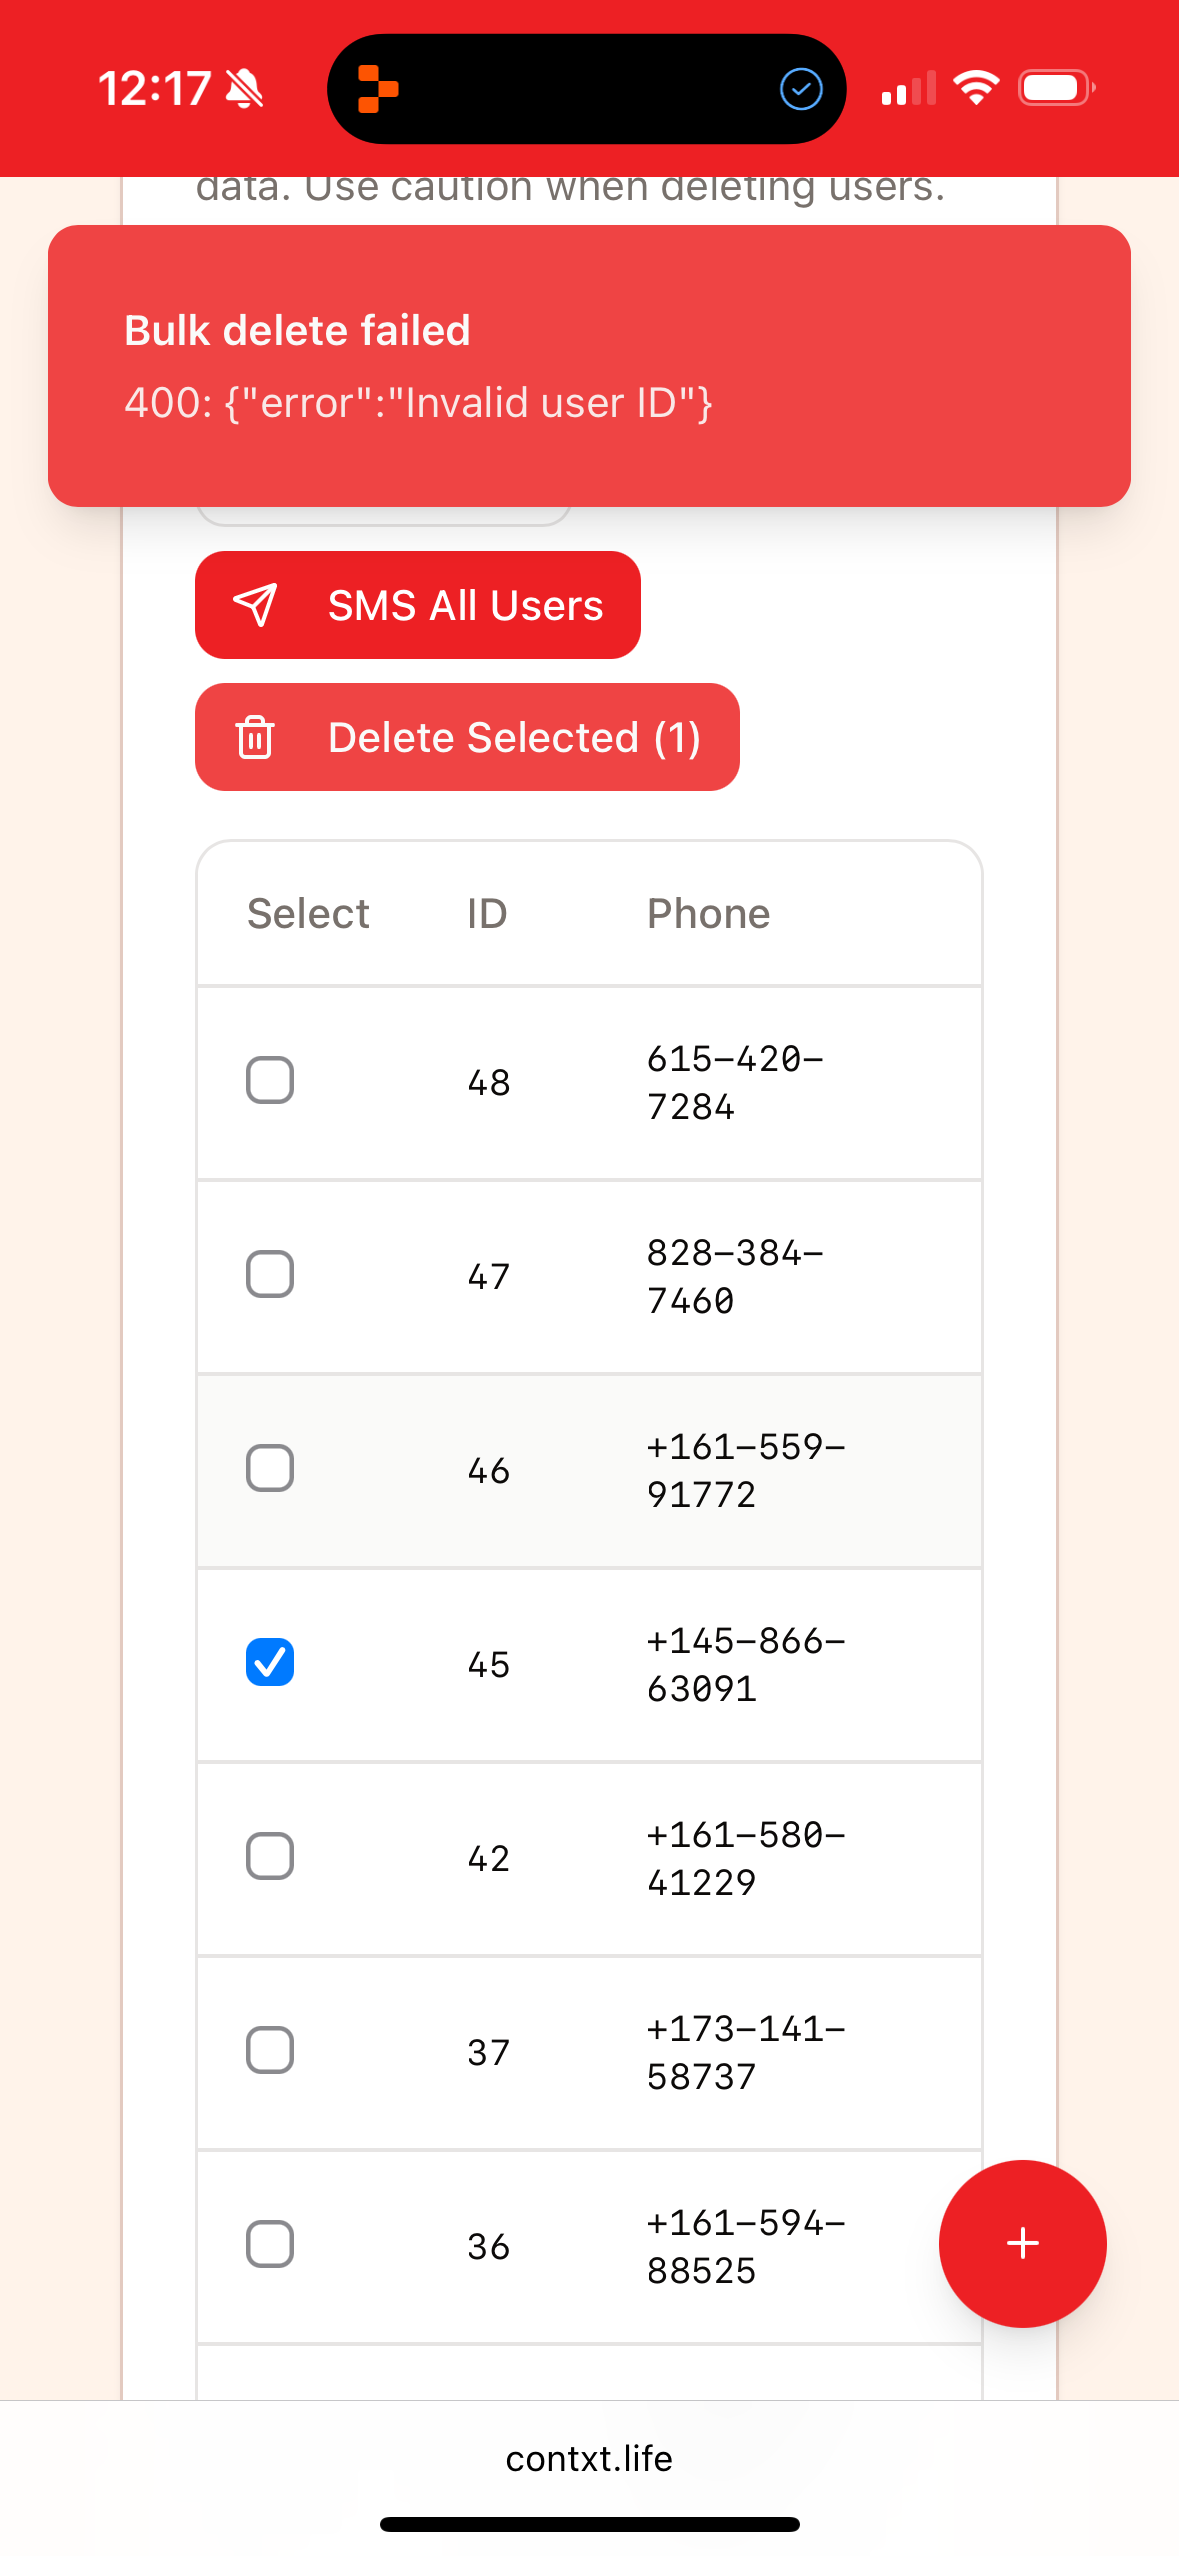 12:17
data. Use caution when deleting users.
Bulk delete failed
400: {"error":"Invalid user ID"}
SMS All Users
Delete Selected (1)
Select ID Phone
48 615-420-
7284
47 828-384-
7460
46 +161-559-
91772
45 +145-866-
63091
42 +161-580-
41229
37 +173-141-
58737
36 +161-594-
88525
contxt.life